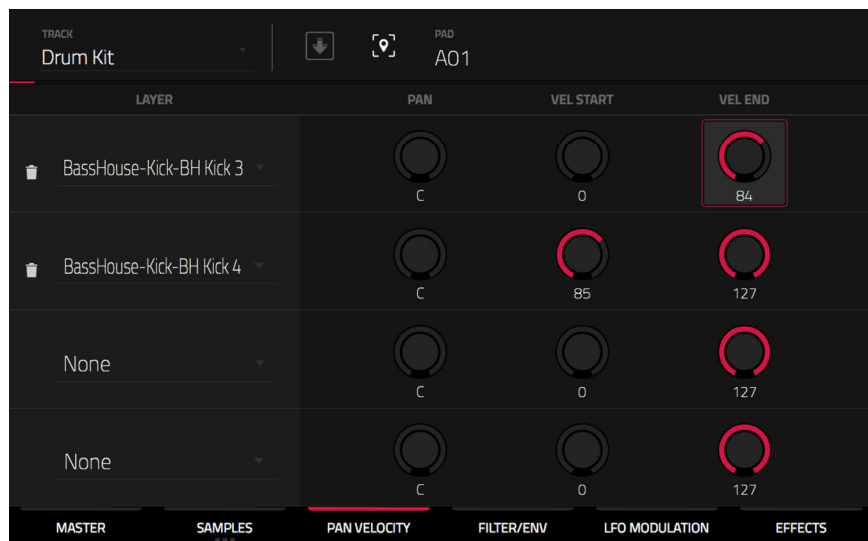 TRACK
Drum Kit
PAD
A01
LAYER PAN VEL START VEL END
BassHouse-Kick-BH Kick 3
C 0 84
BassHouse-Kick-BH Kick 4
C 85 127
None
C 0 127
None
C 0 127
MASTER SAMPLES PAN VELOCITY FILTER/ENV LFO MODULATION EFFECTS